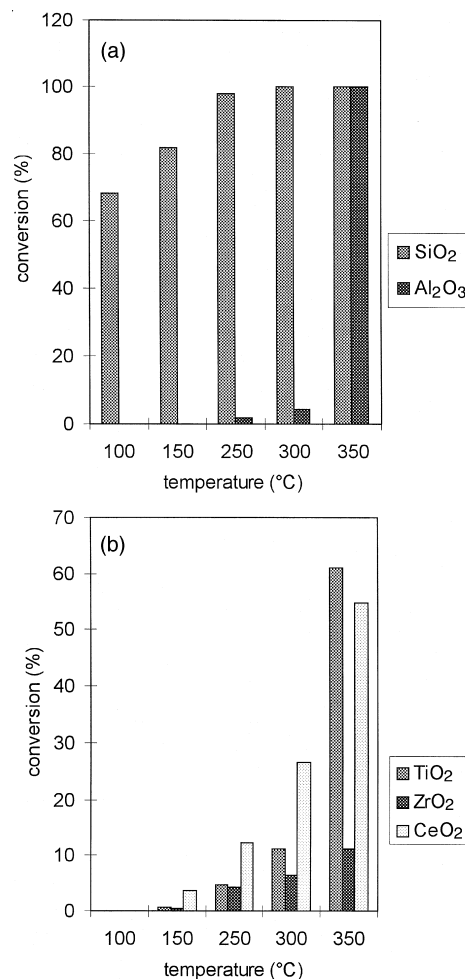 (a)
120
100
80
60
40
20
0
conversion (%)
100 150 250 300 350
temperature (°C)
SiO₂
Al₂O₃
(b)
70
60
50
40
30
20
10
0
conversion (%)
100 150 250 300 350
temperature (°C)
TiO₂
ZrO₂
CeO₂